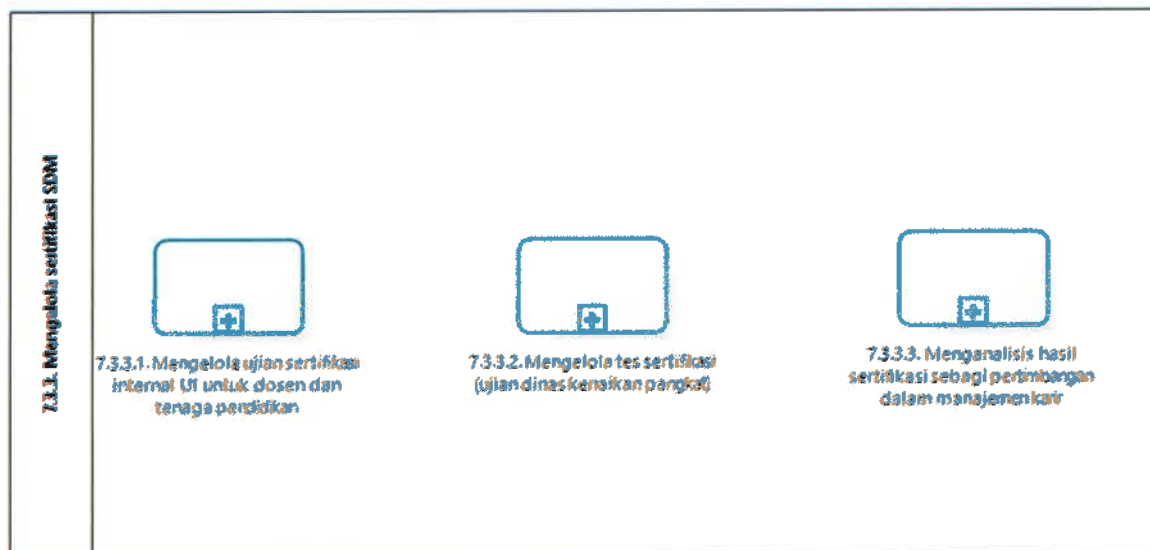 7.3.3. Mengelola sertifikasi SDM
7.3.3.1. Mengelola ujian sertifikasi
internal UI untuk dosen dan
tenaga pendidikan
7.3.3.2. Mengelola tes sertifikasi
(ujian dinas kenaikan pangkat)
7.3.3.3. Menganalisis hasil
sertifikasi sebagi pertimbangan
dalam manajemen karir